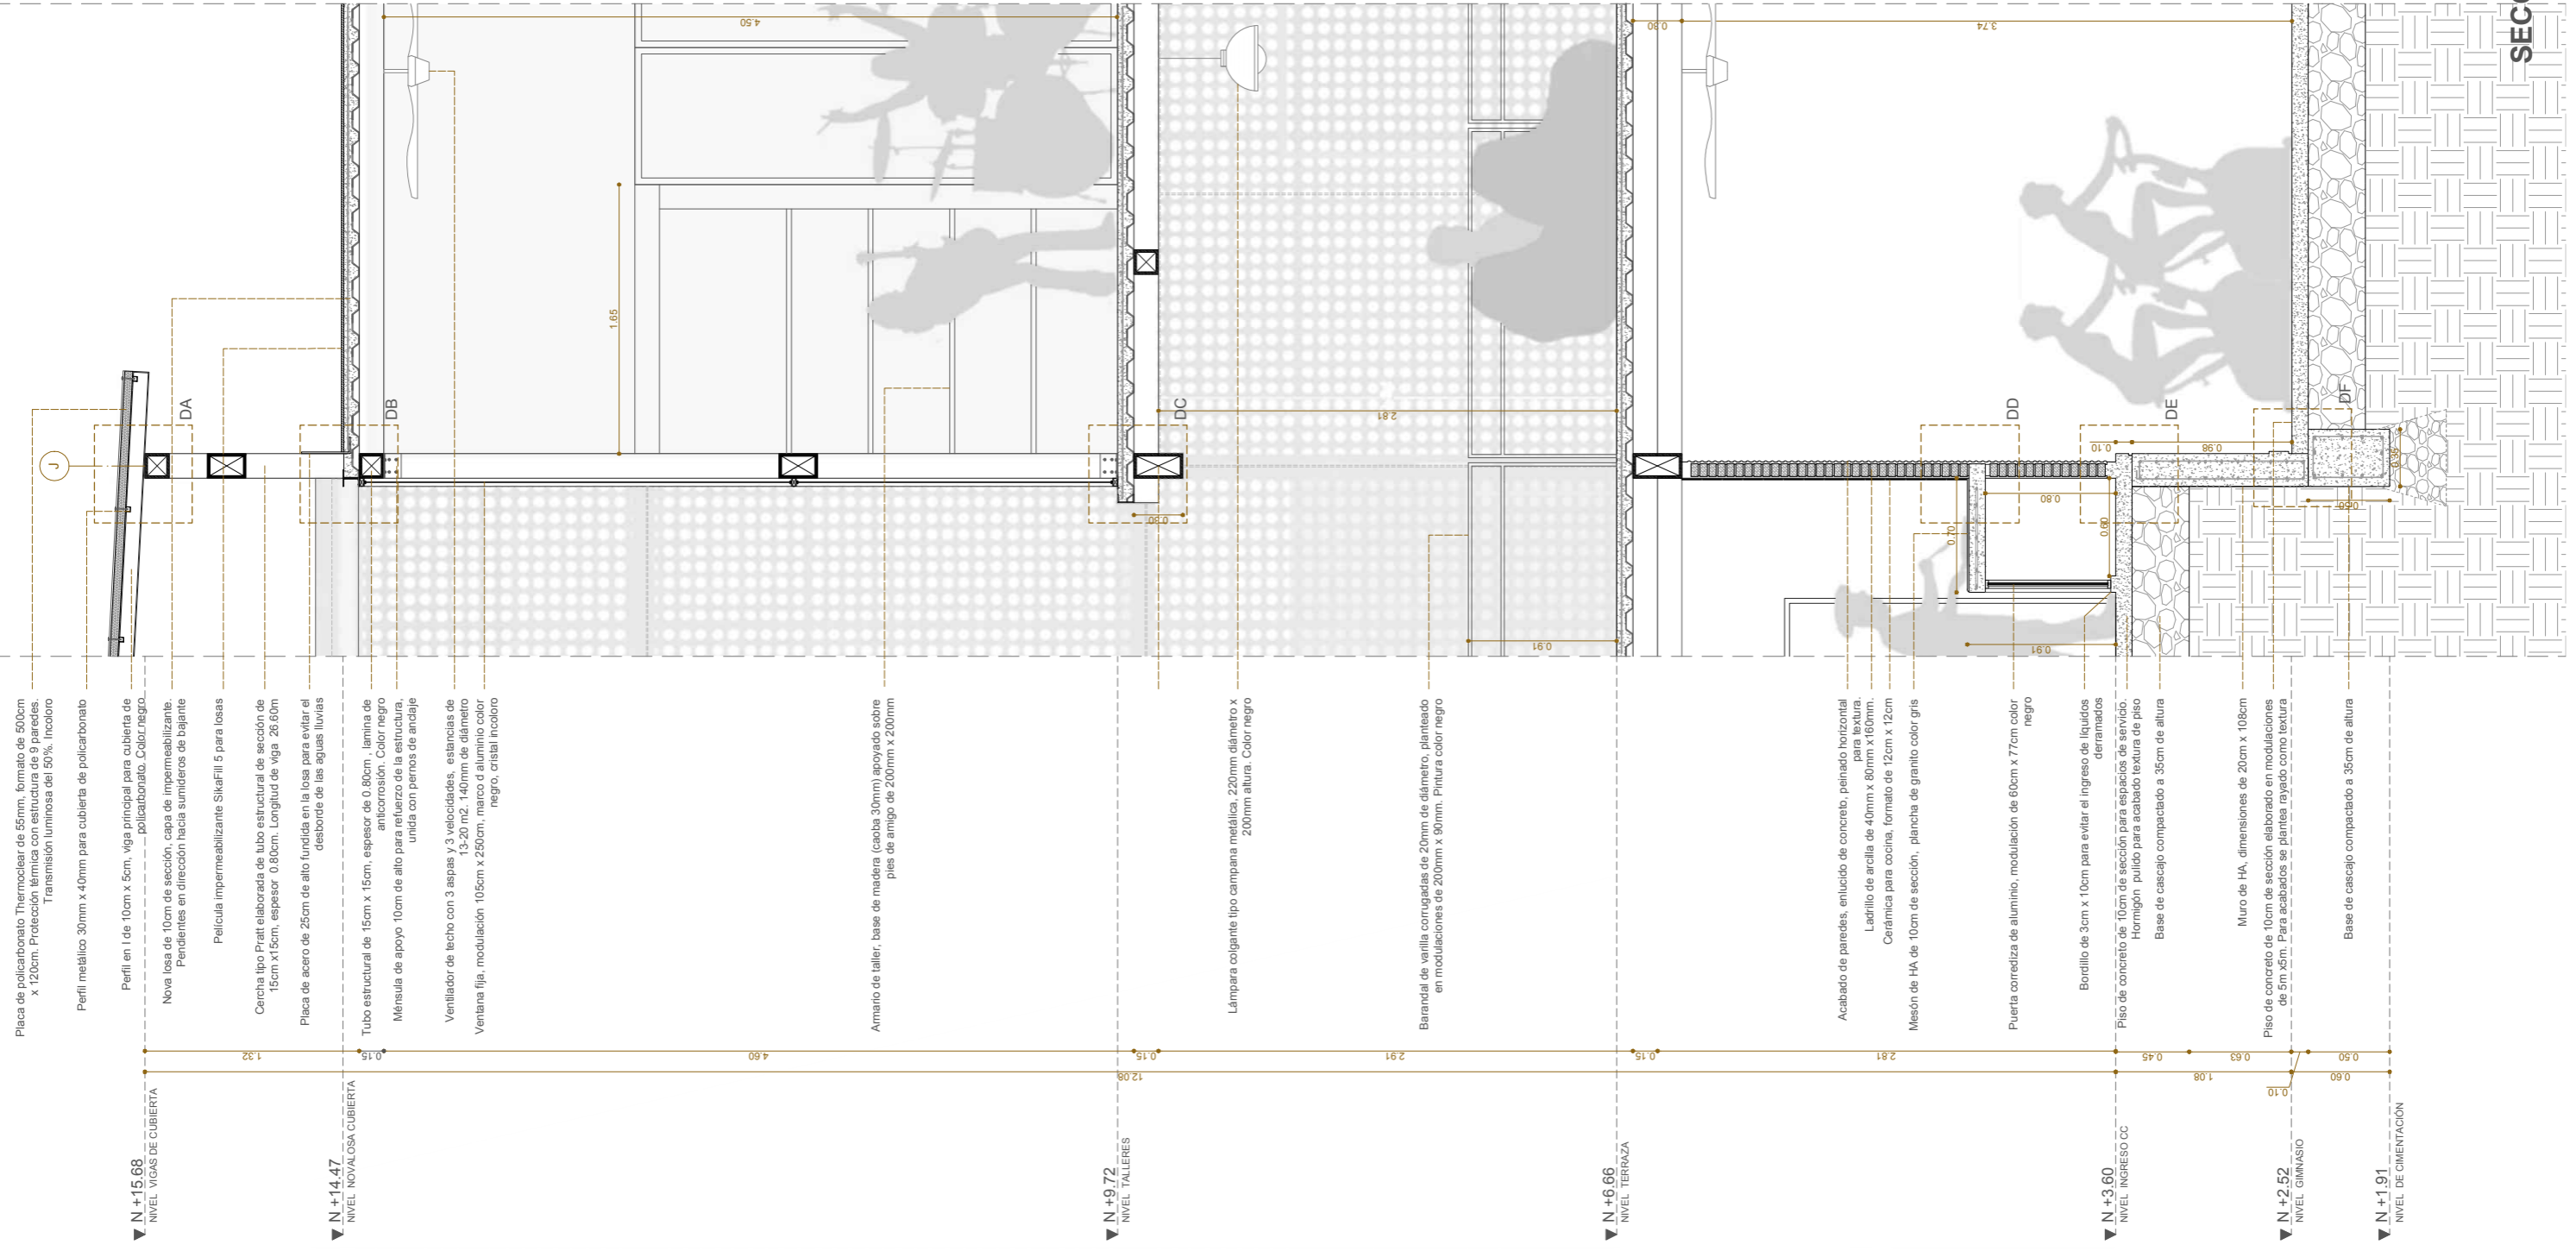 Placa de policarbonato Thermoclear de 55mm, formato de 500cm
x 120cm. Protección térmica con estructura de 9 paredes.
Transmisión luminosa del 50%. Incoloro
Perfil metálico 30mm x 40mm para cubierta de policarbonato
Perfil en I de 10cm x 5cm, viga principal para cubierta de
policarbonato. Color negro
Nova losa de 10cm de sección, capa de impermeabilizante.
Pendientes en dirección hacia sumideros de bajante
Película impermeabilizante SikaFill 5 para losas
Cercha tipo Pratt elaborada de tubo estructural de sección de
15cm x15cm, espesor 0.80cm. Longitud de viga 26.60m
Placa de acero de 25cm de alto fundida en la losa para evitar el
desborde de las aguas lluvias
Tubo estructural de 15cm x 15cm, espesor de 0.80cm , lamina de
anticorrosión. Color negro
Ménsula de apoyo 10cm de alto para refuerzo de la estructura,
unida con pernos de anclaje
Ventilador de techo con 3 aspas y 3 velocidades, estancias de
13-20 m2. 140mm de diámetro
Ventana fija, modulación 105cm x 250cm, marco d aluminio color
negro, cristal incoloro
Armario de taller, base de madera (caoba 30mm) apoyado sobre
pies de amigo de 200mm x 200mm
Lámpara colgante tipo campana metálica, 220mm diámetro x
200mm altura. Color negro
Barandal de varilla corrugadas de 20mm de diámetro, planteado
en modulaciones de 200mm x 90mm. Pintura color negro
Acabado de paredes, enlucido de concreto, peinado horizontal
para textura.
Ladrillo de arcilla de 40mm x 80mm x160mm.
Cerámica para cocina, formato de 12cm x 12cm
Mesón de HA de 10cm de sección, plancha de granito color gris
Puerta corrediza de aluminio, modulación de 60cm x 77cm color
negro
Bordillo de 3cm x 10cm para evitar el ingreso de líquidos
derramados
Piso de concreto de 10cm de sección para espacios de servicio.
Hormigón pulido para acabado textura de piso
Base de cascajo compactado a 35cm de altura
Muro de HA, dimensiones de 20cm x 108cm
Piso de concreto de 10cm de sección elaborado en modulaciones
de 5m x5m. Para acabados se plantea rayado como textura
Base de cascajo compactado a 35cm de altura
J
DA
DB
DC
DD
DE
DF
4.50
1.65
0.30
2.81
0.91
0.80
3.74
0.70
0.80
0.60
0.91
0.10
0.98
1.32
0.15
4.60
0.15
2.91
0.15
2.81
0.45
0.63
0.50
12.08
1.08
0.10
0.60
N +15.68
NIVEL VIGAS DE CUBIERTA
N +14.47
NIVEL NOVALOSA CUBIERTA
N +9.72
NIVEL TALLERES
N +6.66
NIVEL TERRAZA
N +3.60
NIVEL INGRESO CC
N +2.52
NIVEL GIMNASIO
N +1.91
NIVEL DE CIMENTACIÓN